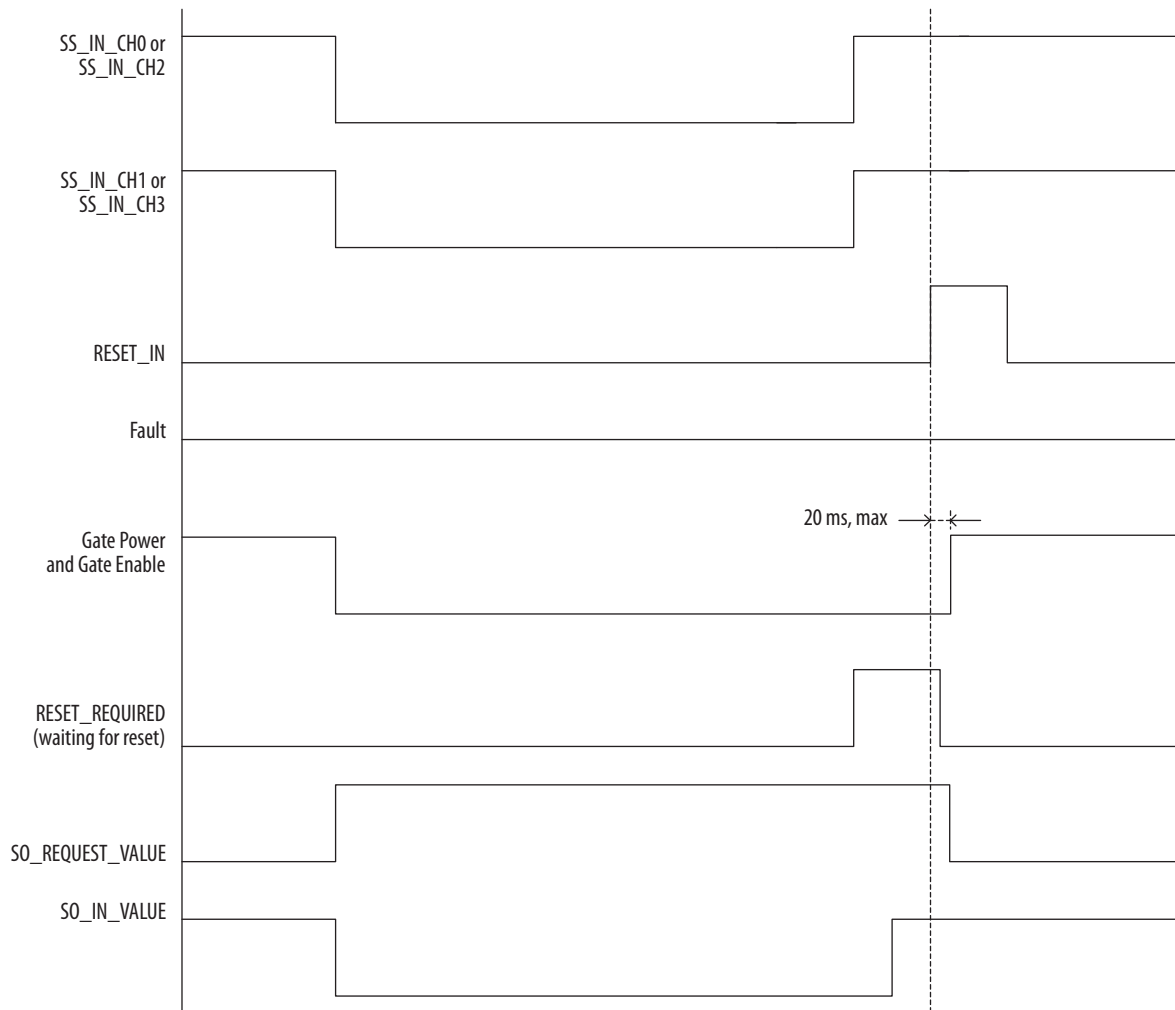 SS_IN_CH0 or
SS_IN_CH2
SS_IN_CH1 or
SS_IN_CH3
RESET_IN
Fault
20 ms, max
Gate Power
and Gate Enable
RESET_REQUIRED
(waiting for reset)
SO_REQUEST_VALUE
SO_IN_VALUE